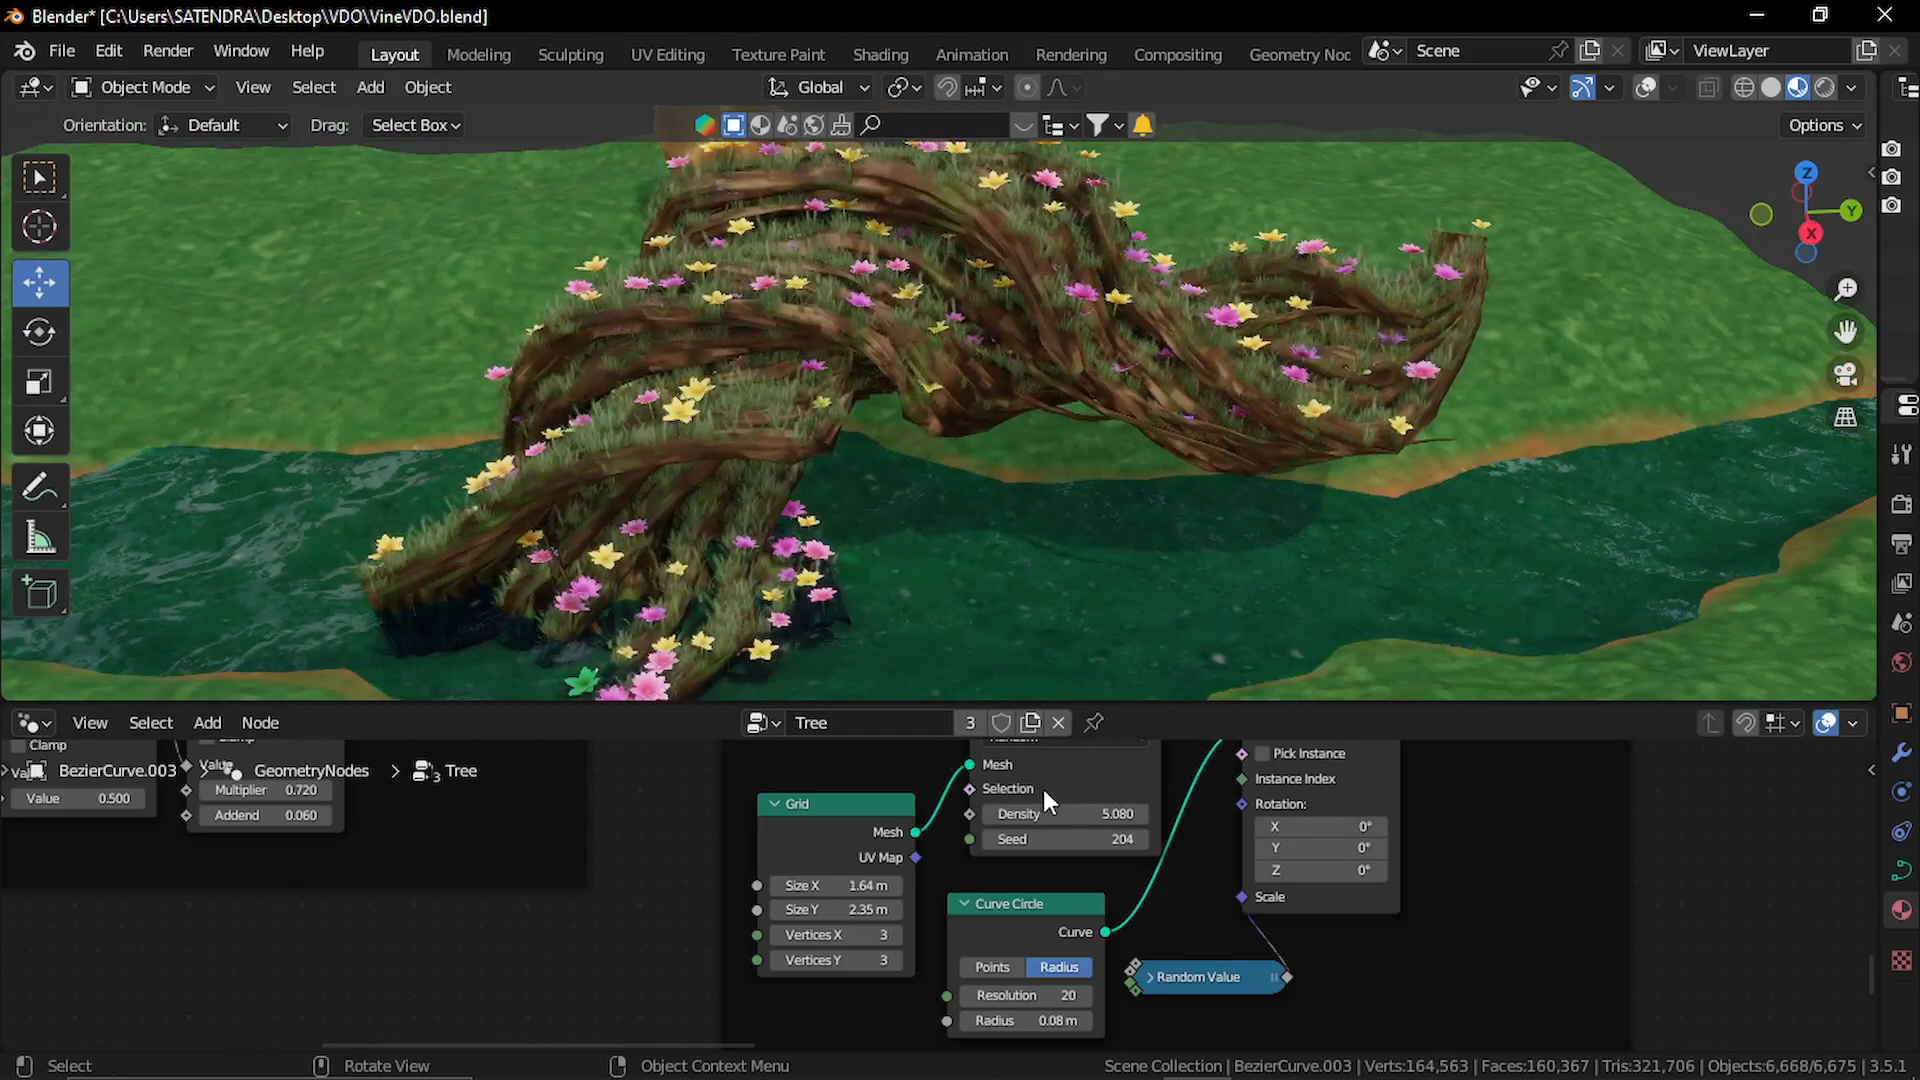 Blender* [C:\Users\SATENDRA\Desktop\VDO\VineVDO.blend]
File Edit Render Window Help Layout Modeling Sculpting UV Editing Texture Paint Shading Animation Rendering Compositing Geometry Noc Scene ViewLayer
Object Mode View Select Add Object Global
Orientation: Default Drag: Select Box Options
Z
Y
X
View Select Add Node Tree 3
Clamp
BezierCurve.003 > GeometryNodes > 3 Tree
Value
Value 0.500
Multiplier 0.720
Addend 0.060
Mesh
Selection
Density 5.080
Seed 204
Grid
Mesh
UV Map
Size X 1.64 m
Size Y 2.35 m
Vertices X 3
Vertices Y 3
Curve Circle
Curve
Points Radius
Resolution 20
Radius 0.08 m
Pick Instance
Instance Index
Rotation:
X 0°
Y 0°
Z 0°
Scale
Random Value
Select Rotate View Object Context Menu Scene Collection | BezierCurve.003 | Verts:164,563 | Faces:160,367 | Tris:321,706 | Objects:6,668/6,675 | 3.5.1